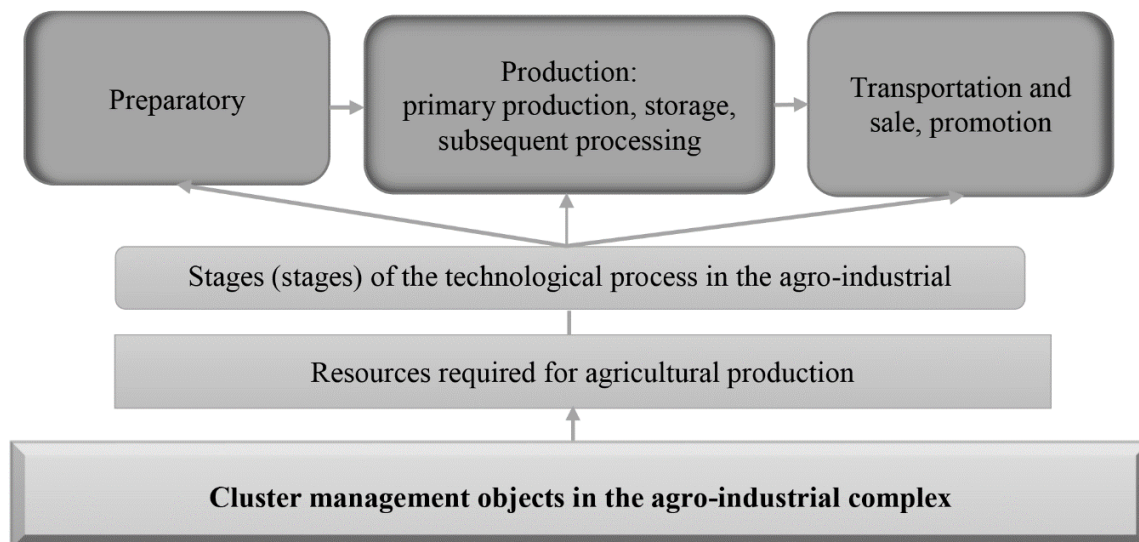 Preparatory
Production:
primary production, storage,
subsequent processing
Transportation and
sale, promotion
Stages (stages) of the technological process in the agro-industrial
Resources required for agricultural production
Cluster management objects in the agro-industrial complex